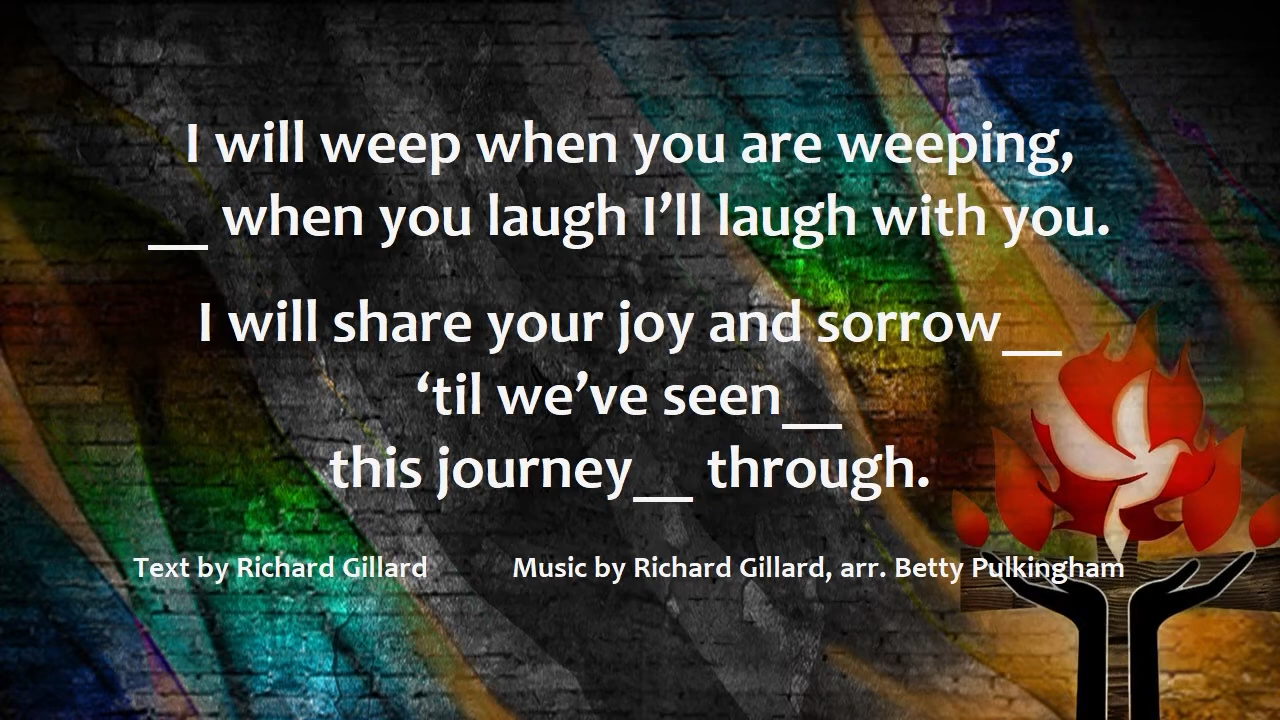 I will weep when you are weeping,
__ when you laugh I’ll laugh with you.
I will share your joy and sorrow__
‘til we’ve seen__
this journey__ through.
Text by Richard Gillard Music by Richard Gillard, arr. Betty Pulkingham